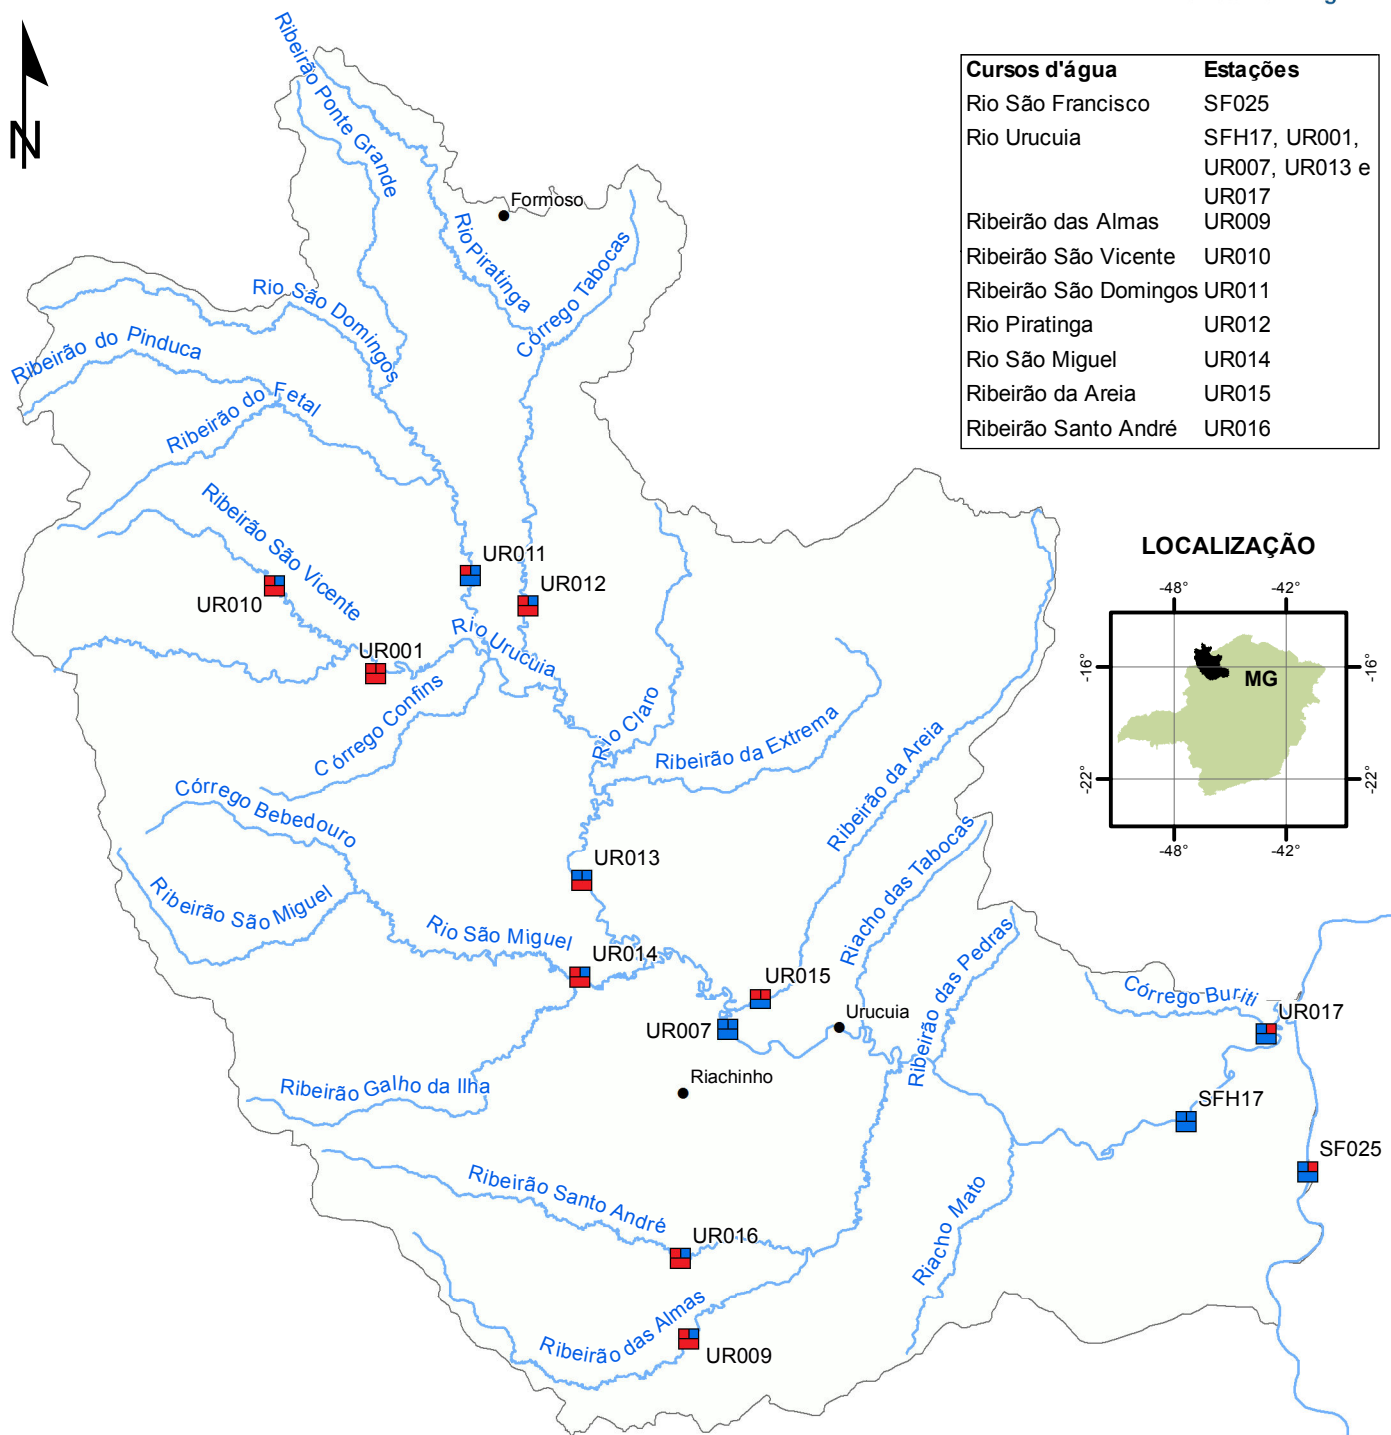 N
Cursos d'água Estações
Rio São Francisco SF025
Rio Urucuia SFH17, UR001,
UR007, UR013 e
UR017
Ribeirão das Almas UR009
Ribeirão São Vicente UR010
Ribeirão São Domingos UR011
Rio Piratinga UR012
Rio São Miguel UR014
Ribeirão da Areia UR015
Ribeirão Santo André UR016
Ribeirão Ponte Grande
Formoso
Rio Piratinga
Córrego Tabocas
Rio São Domingos
Ribeirão do Pinduca
Ribeirão do Fetal
Ribeirão São Vicente
UR011
UR010
UR012
Rio Urucuia
UR001
Córrego Confins
Rio Claro
Ribeirão da Extrema
Ribeirão da Areia
Córrego Bebedouro
Riacho das Tabocas
UR013
Ribeirão São Miguel
Rio São Miguel
UR014
Ribeirão das Pedras
UR015
Urucuia
UR007
Córrego Buriti
UR017
Riachinho
Ribeirão Galho da Ilha
SFH17
SF025
Ribeirão Santo André
Riacho Mato
UR016
Ribeirão das Almas
UR009
LOCALIZAÇÃO
-48° -42°
-16° -16°
MG
-22° -22°
-48° -42°